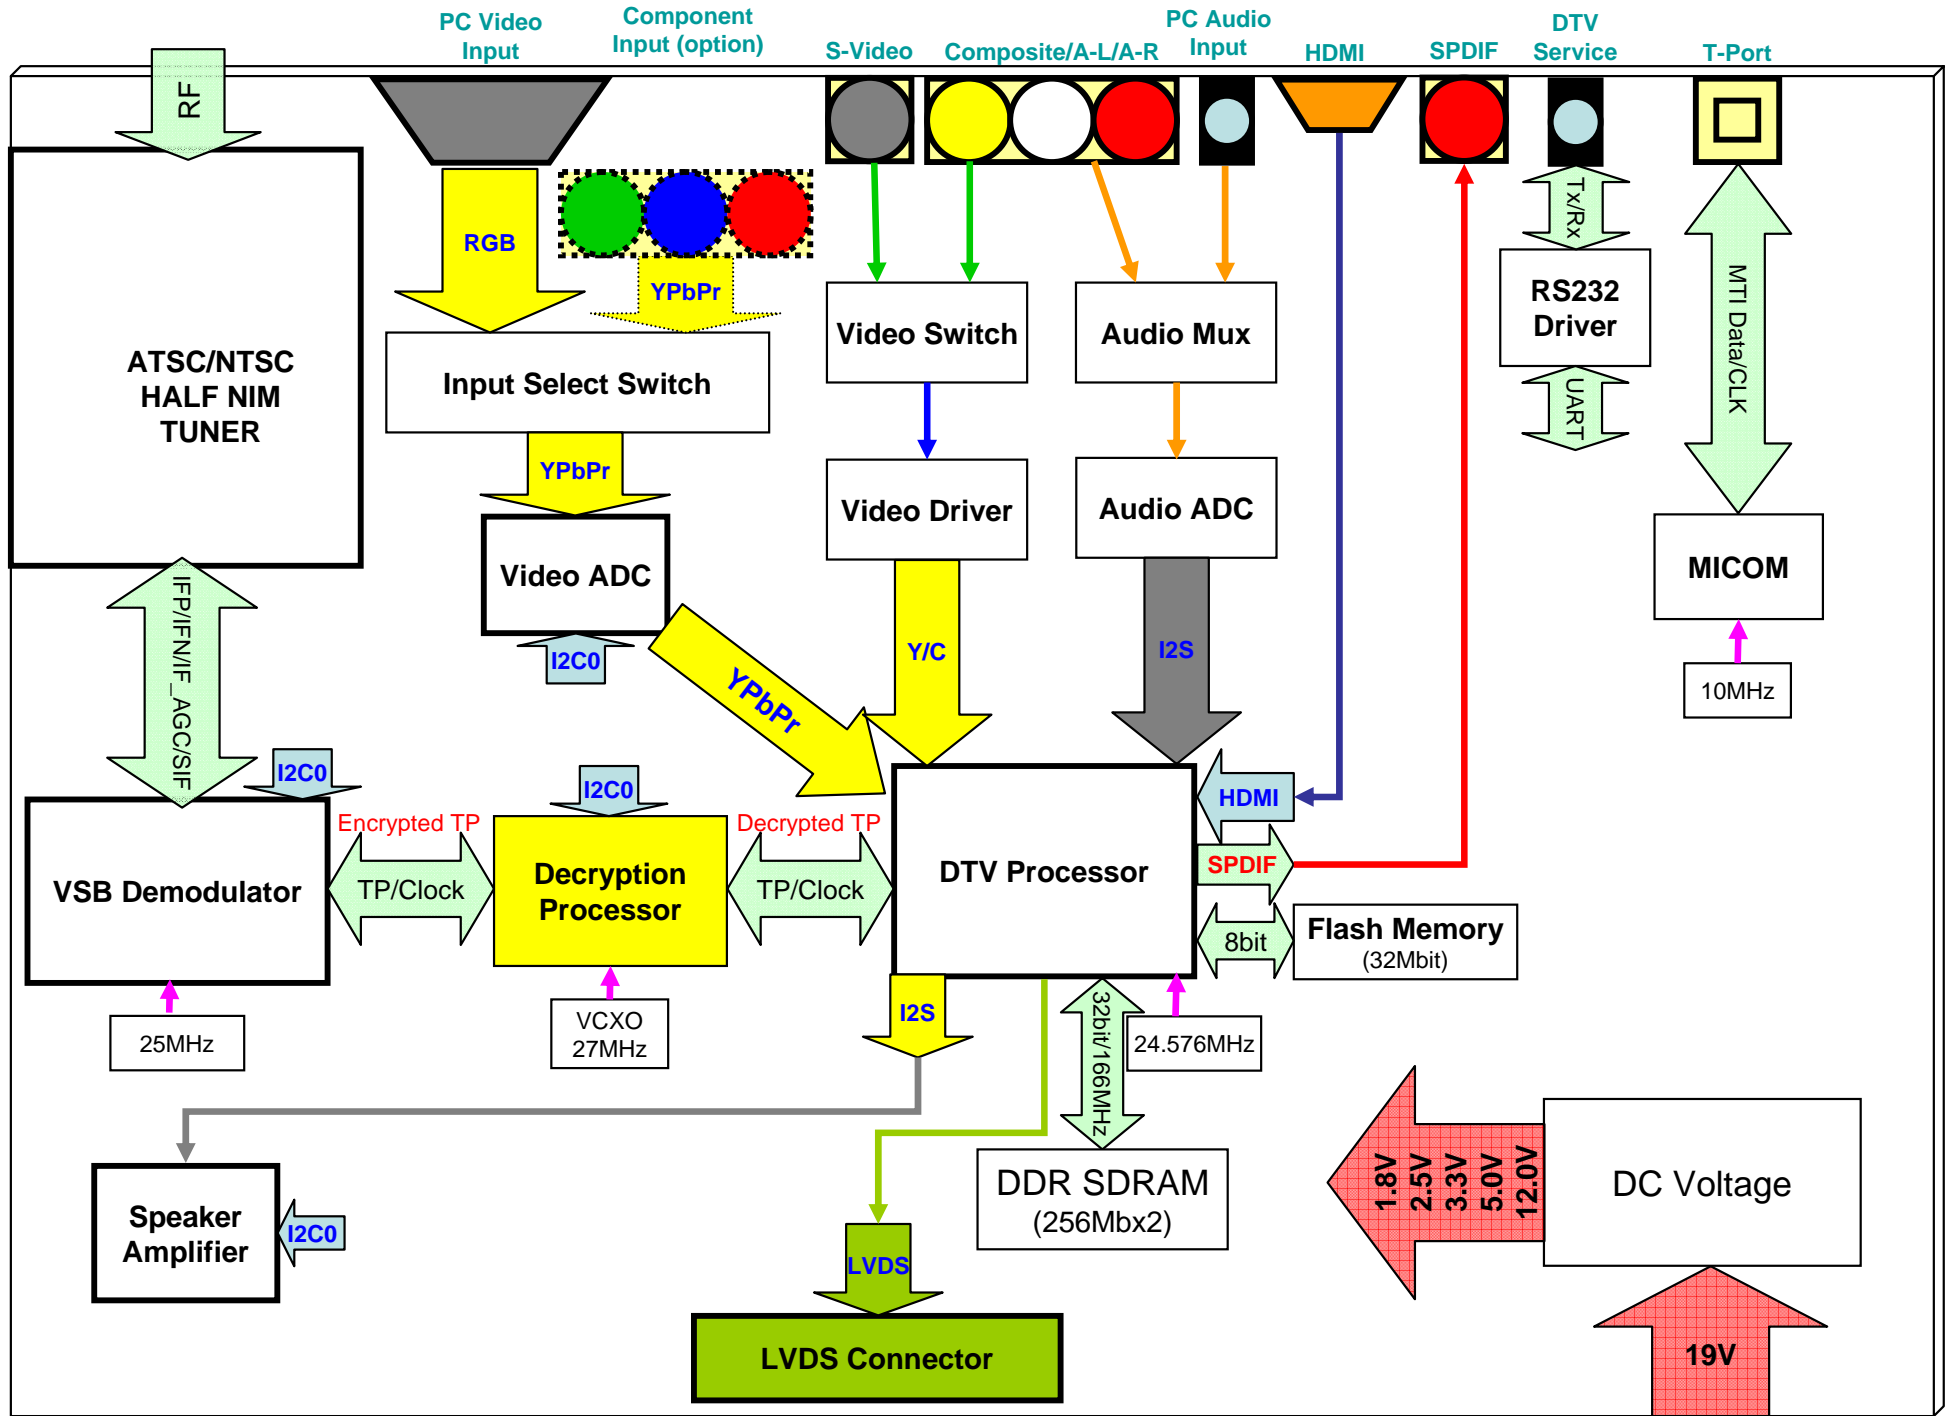 PC Video
Input
Component
Input (option)
S-Video
Composite/A-L/A-R
PC Audio
Input
HDMI
SPDIF
DTV
Service
T-Port
RF
RGB
YPbPr
Tx/Rx
MTI Data/CLK
ATSC/NTSC
HALF NIM
TUNER
Input Select Switch
Video Switch
Audio Mux
RS232
Driver
UART
YPbPr
Video ADC
Video Driver
Audio ADC
MICOM
I2C0
IFP/IFN/IF_AGC/SIF
YPbPr
Y/C
I2S
10MHz
I2C0
I2C0
HDMI
Encrypted TP
Decrypted TP
VSB Demodulator
TP/Clock
Decryption
Processor
TP/Clock
DTV Processor
SPDIF
8bit
Flash Memory
(32Mbit)
25MHz
VCXO
27MHz
I2S
32bit/166MHz
24.576MHz
Speaker
Amplifier
I2C0
DDR SDRAM
(256Mbx2)
1.8V
2.5V
3.3V
5.0V
12.0V
DC Voltage
LVDS
LVDS Connector
19V